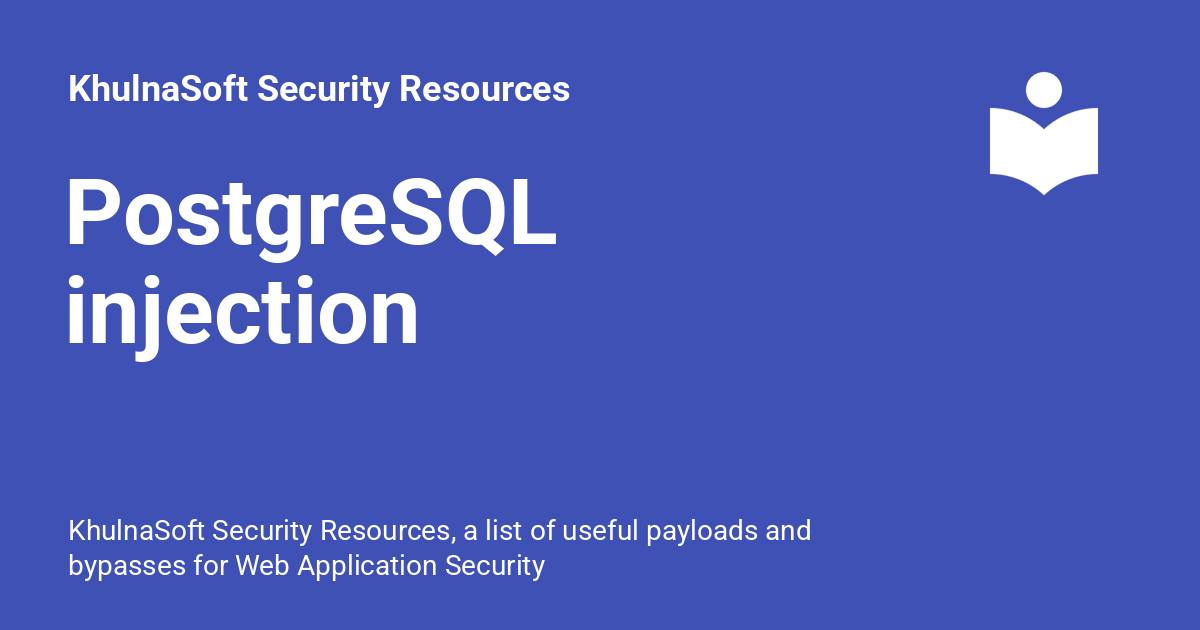 KhulnaSoft Security Resources
PostgreSQL
injection
KhulnaSoft Security Resources, a list of useful payloads and
bypasses for Web Application Security